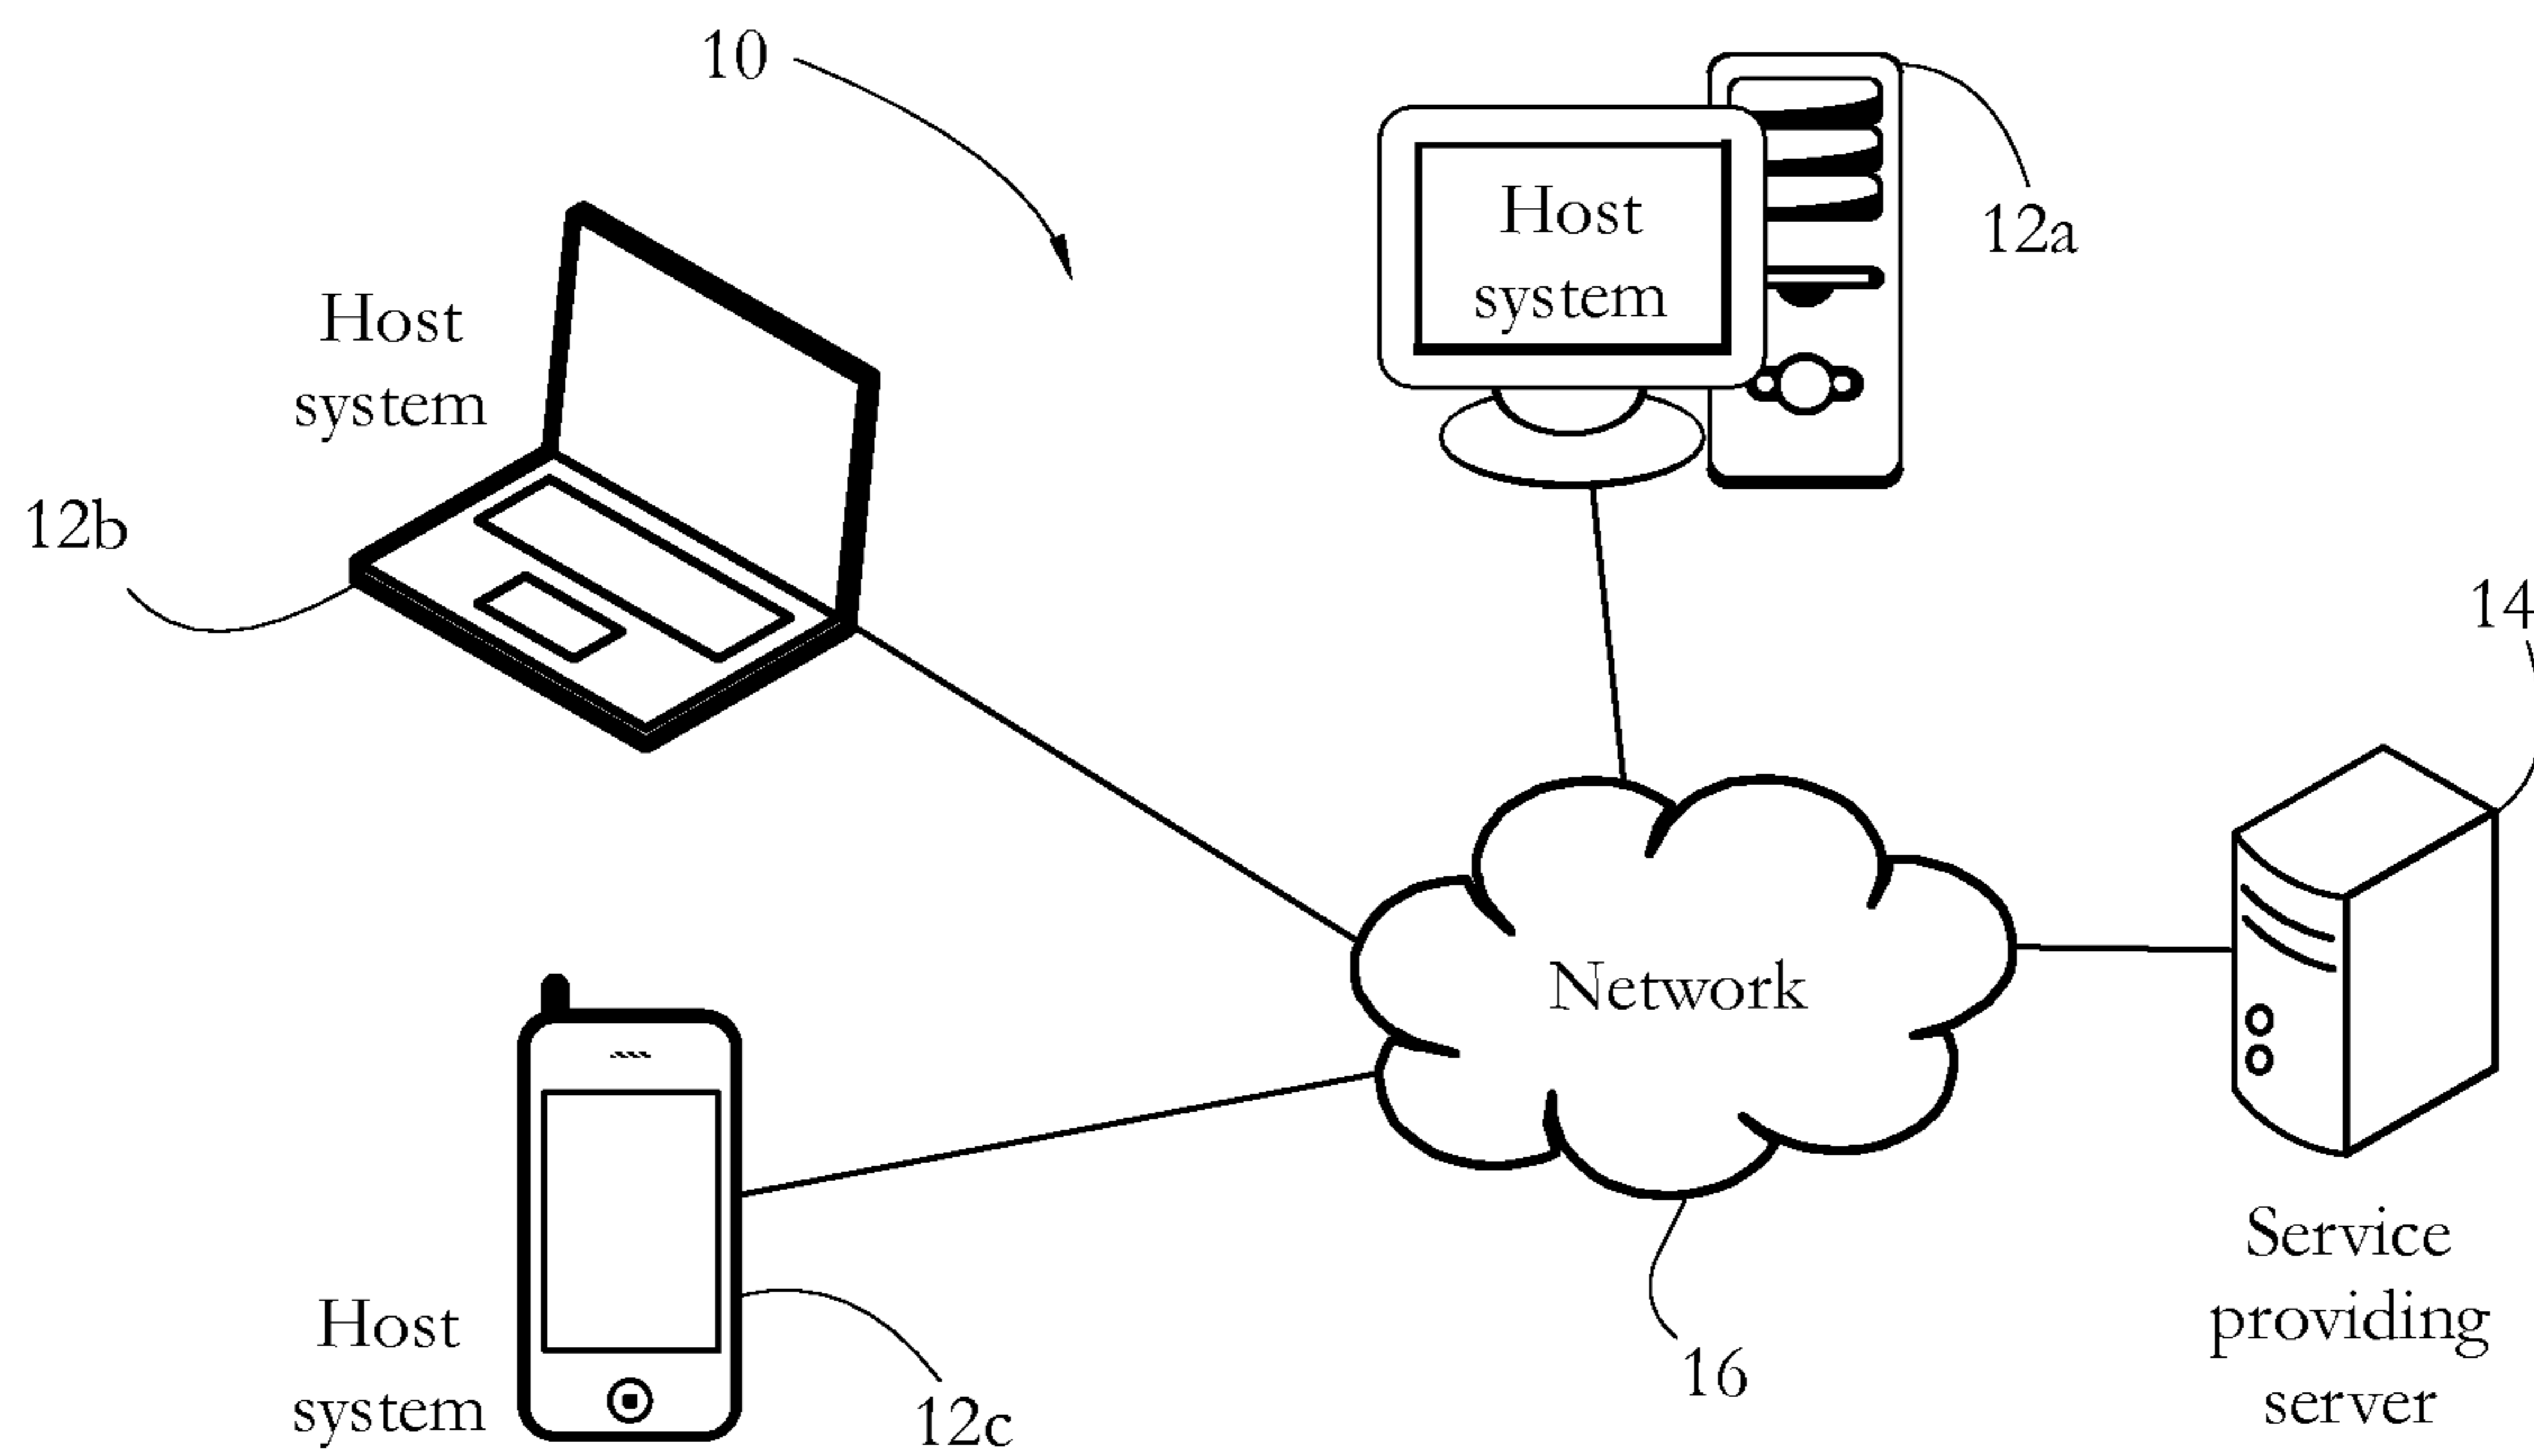 10
Host
system
12a
Host
system
12b
14
Network
Service
providing
server
Host
system
12c
16